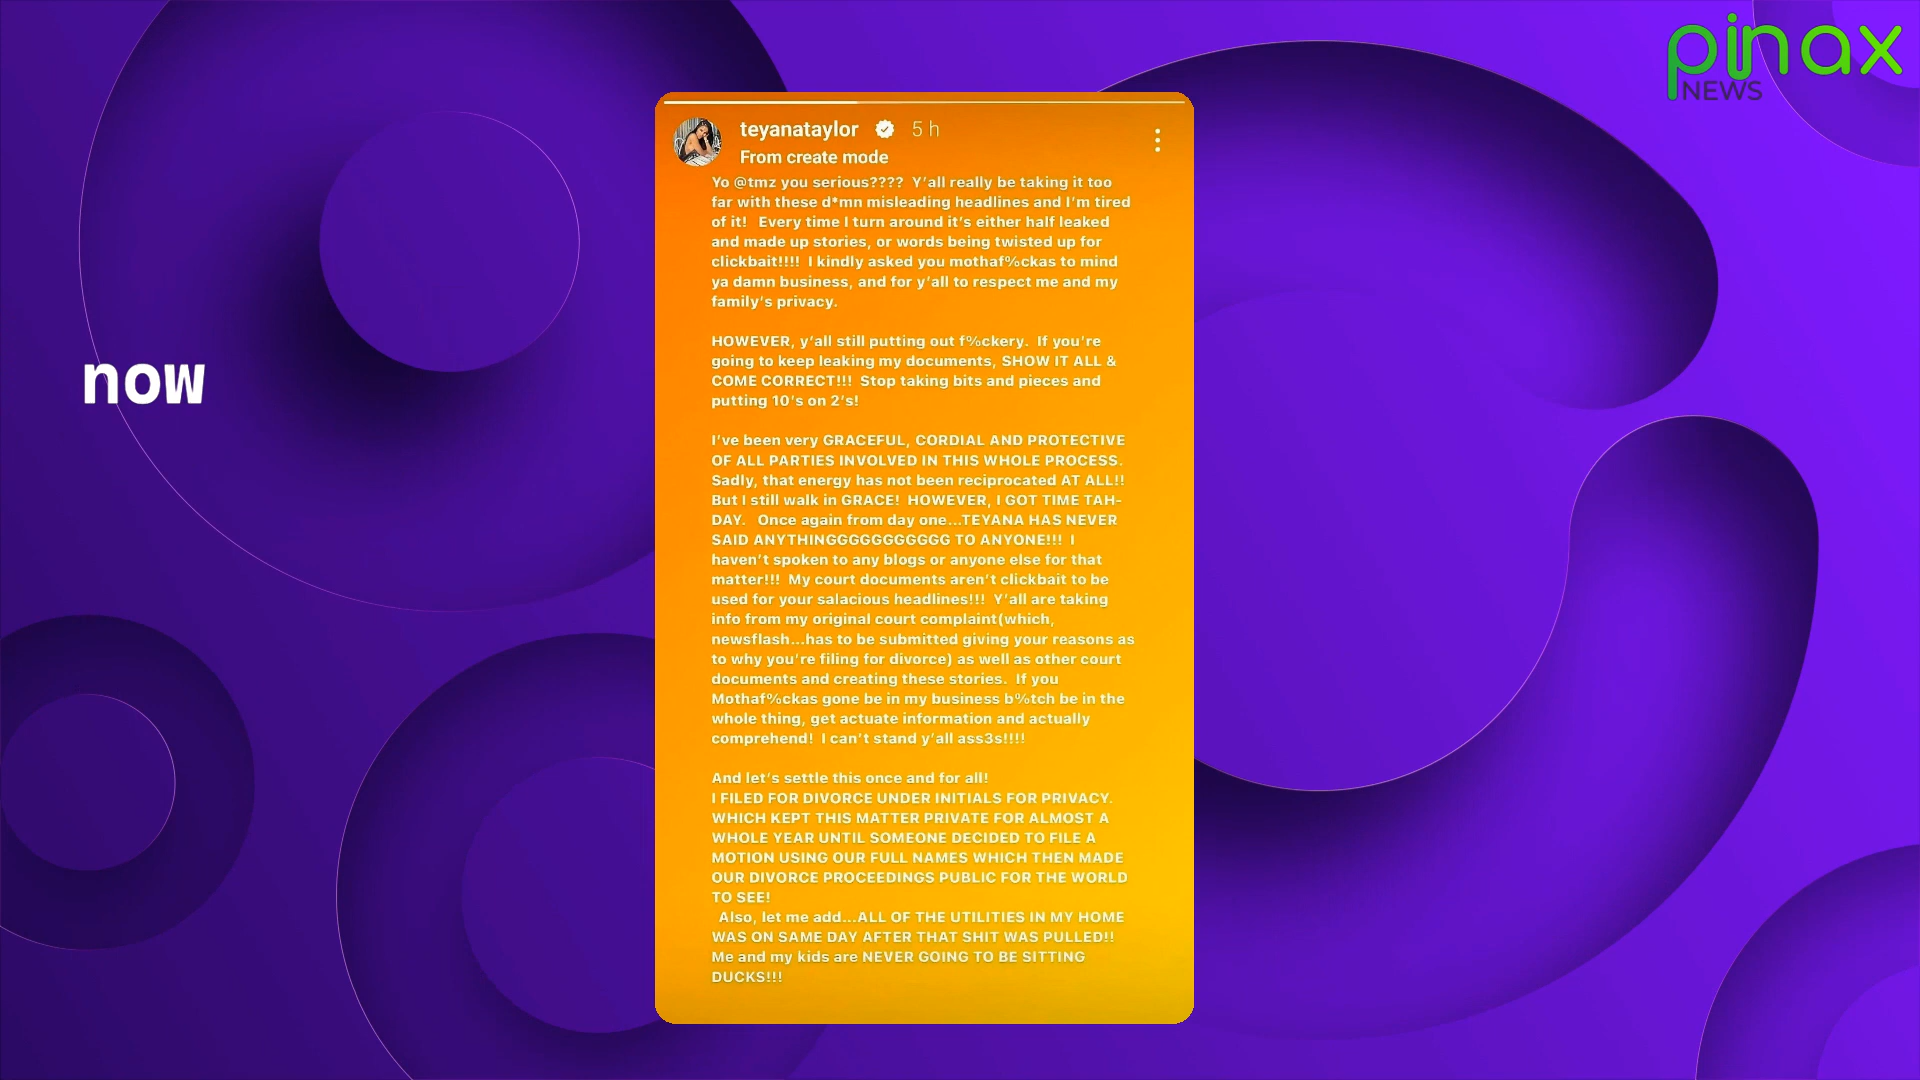 pinax
NEWS
teyanataylor 5 h
From create mode
Yo @tmz you serious???? Y'all really be taking it too
far with these d*mn misleading headlines and I'm tired
of it! Every time I turn around it's either half leaked
and made up stories, or words being twisted up for
clickbait!!!! I kindly asked you mothaf%ckas to mind
ya damn business, and for y'all to respect me and my
family's privacy.
HOWEVER, y'all still putting out f%ckery. If you're
going to keep leaking my documents, SHOW IT ALL &
COME CORRECT!!! Stop taking bits and pieces and
putting 10's on 2's!
now
I've been very GRACEFUL, CORDIAL AND PROTECTIVE
OF ALL PARTIES INVOLVED IN THIS WHOLE PROCESS.
Sadly, that energy has not been reciprocated AT ALL!!
But I still walk in GRACE! HOWEVER, I GOT TIME TAH-
DAY. Once again from day one...TEYANA HAS NEVER
SAID ANYTHINGGGGGGGGGGG TO ANYONE!!! I
haven't spoken to any blogs or anyone else for that
matter!!! My court documents aren't clickbait to be
used for your salacious headlines!!! Y'all are taking
info from my original court complaint(which,
newsflash...has to be submitted giving your reasons as
to why you're filing for divorce) as well as other court
documents and creating these stories. If you
Mothaf%ckas gone be in my business b%tch be in the
whole thing, get actuate information and actually
comprehend! I can't stand y'all ass3s!!!!
And let's settle this once and for all!
I FILED FOR DIVORCE UNDER INITIALS FOR PRIVACY.
WHICH KEPT THIS MATTER PRIVATE FOR ALMOST A
WHOLE YEAR UNTIL SOMEONE DECIDED TO FILE A
MOTION USING OUR FULL NAMES WHICH THEN MADE
OUR DIVORCE PROCEEDINGS PUBLIC FOR THE WORLD
TO SEE!
Also, let me add...ALL OF THE UTILITIES IN MY HOME
WAS ON SAME DAY AFTER THAT SHIT WAS PULLED!!
Me and my kids are NEVER GOING TO BE SITTING
DUCKS!!!